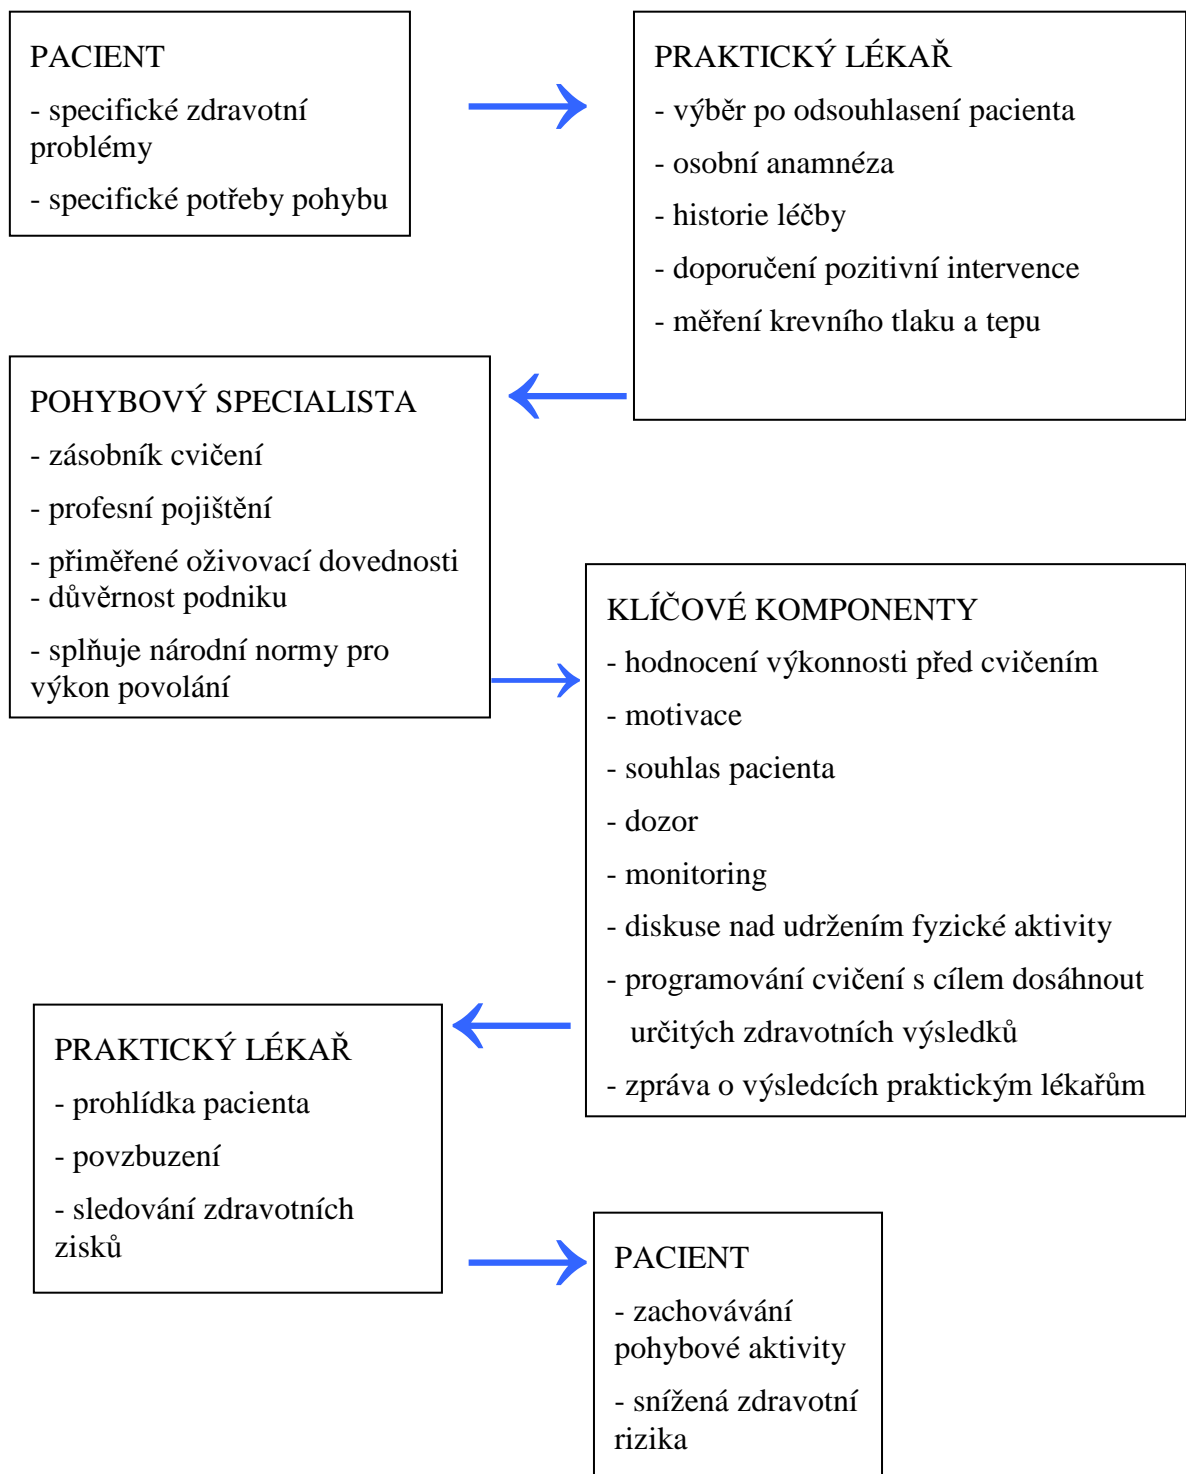 PACIENT
- specifické zdravotní
problémy
- specifické potřeby pohybu
PRAKTICKÝ LÉKAŘ
- výběr po odsouhlasení pacienta
- osobní anamnéza
- historie léčby
- doporučení pozitivní intervence
- měření krevního tlaku a tepu
POHYBOVÝ SPECIALISTA
- zásobník cvičení
- profesní pojištění
- přiměřené oživovací dovednosti
- důvěrnost podniku
- splňuje národní normy pro
výkon povolání
KLÍČOVÉ KOMPONENTY
- hodnocení výkonnosti před cvičením
- motivace
- souhlas pacienta
- dozor
- monitoring
- diskuse nad udržením fyzické aktivity
- programování cvičení s cílem dosáhnout
určitých zdravotních výsledků
- zpráva o výsledcích praktickým lékařům
PRAKTICKÝ LÉKAŘ
- prohlídka pacienta
- povzbuzení
- sledování zdravotních
zisků
PACIENT
- zachovávání
pohybové aktivity
- snížená zdravotní
rizika